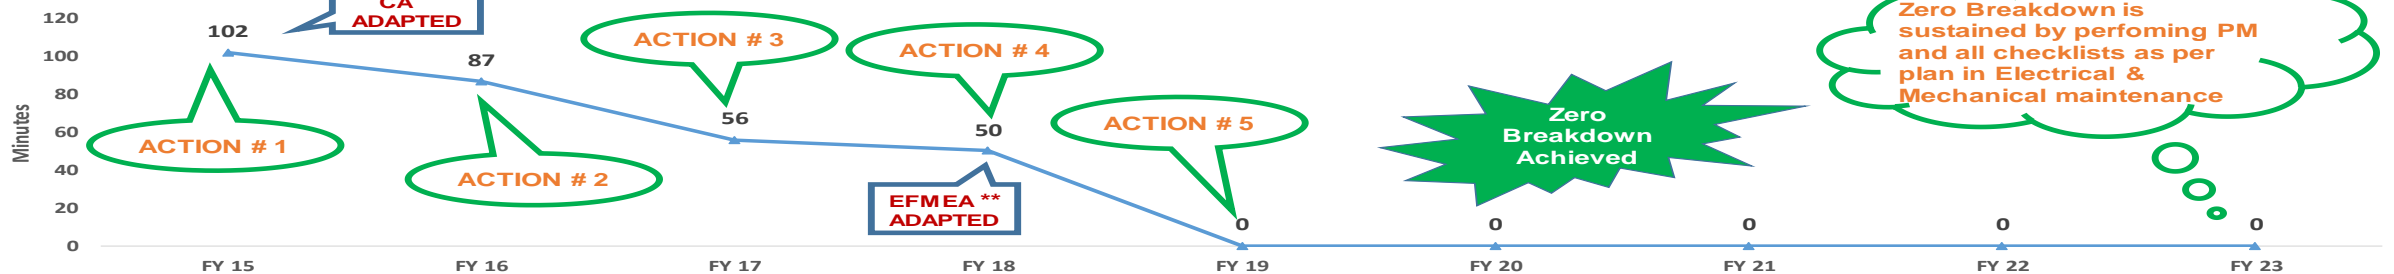 CA
ADAPTED
Zero Breakdown is
sustained by perfoming PM
and all checklists as per
plan in Electrical &
Mechanical maintenance
120
100
80
60
40
20
0
Minutes
102
87
56
50
0
0
0
0
0
ACTION # 1
ACTION # 2
ACTION # 3
ACTION # 4
ACTION # 5
EFMEA **
ADAPTED
Zero
Breakdown
Achieved
FY 15
FY 16
FY 17
FY 18
FY 19
FY 20
FY 21
FY 22
FY 23